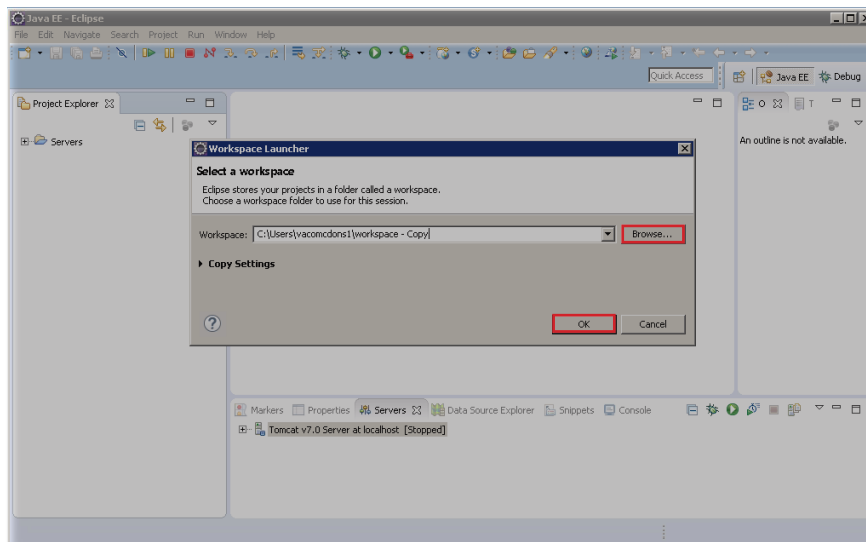 Java EE - Eclipse
File Edit Navigate Search Project Run Window Help
Quick Access
Java EE
Debug
Project Explorer
Servers
O
T
An outline is not available.
Workspace Launcher
Select a workspace
Eclipse stores your projects in a folder called a workspace.
Choose a workspace folder to use for this session.
Workspace: C:\Users\vacomcdons1\workspace - Copy
Browse...
Copy Settings
OK
Cancel
Markers Properties Servers Data Source Explorer Snippets Console
Tomcat v7.0 Server at localhost [Stopped]